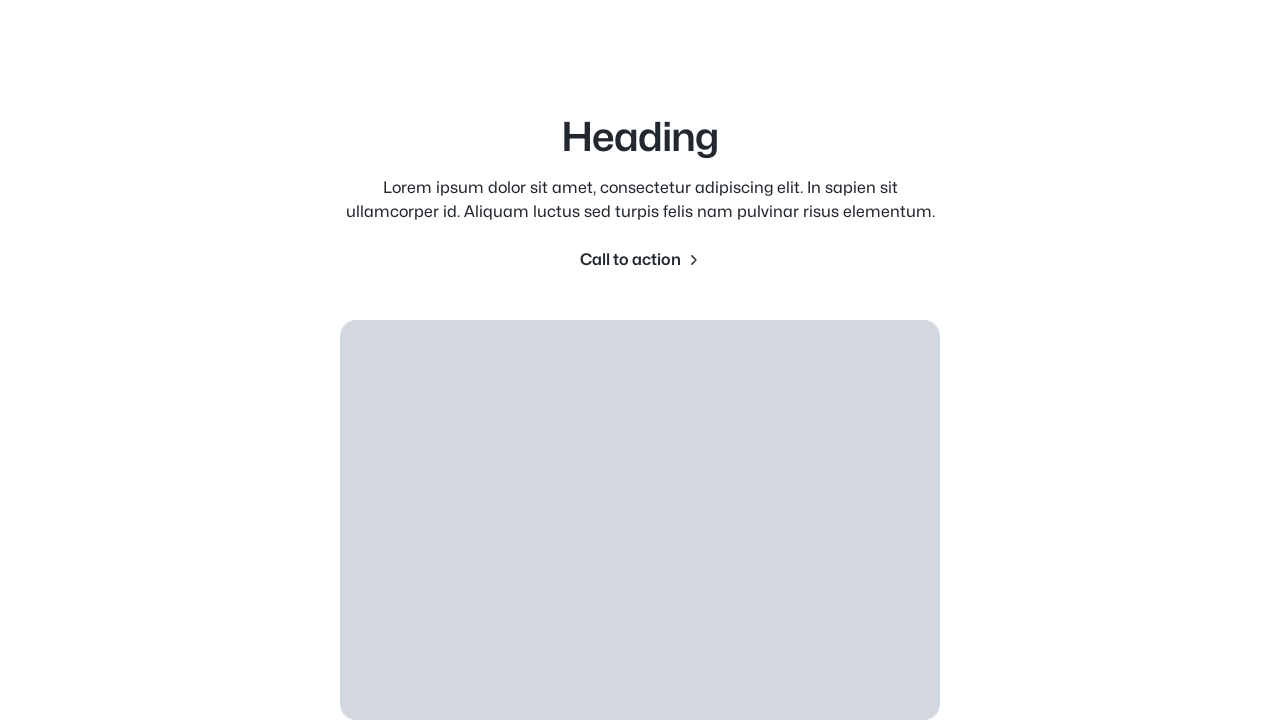 Heading
Lorem ipsum dolor sit amet, consectetur adipiscing elit. In sapien sit
ullamcorper id. Aliquam luctus sed turpis felis nam pulvinar risus elementum.
Call to action